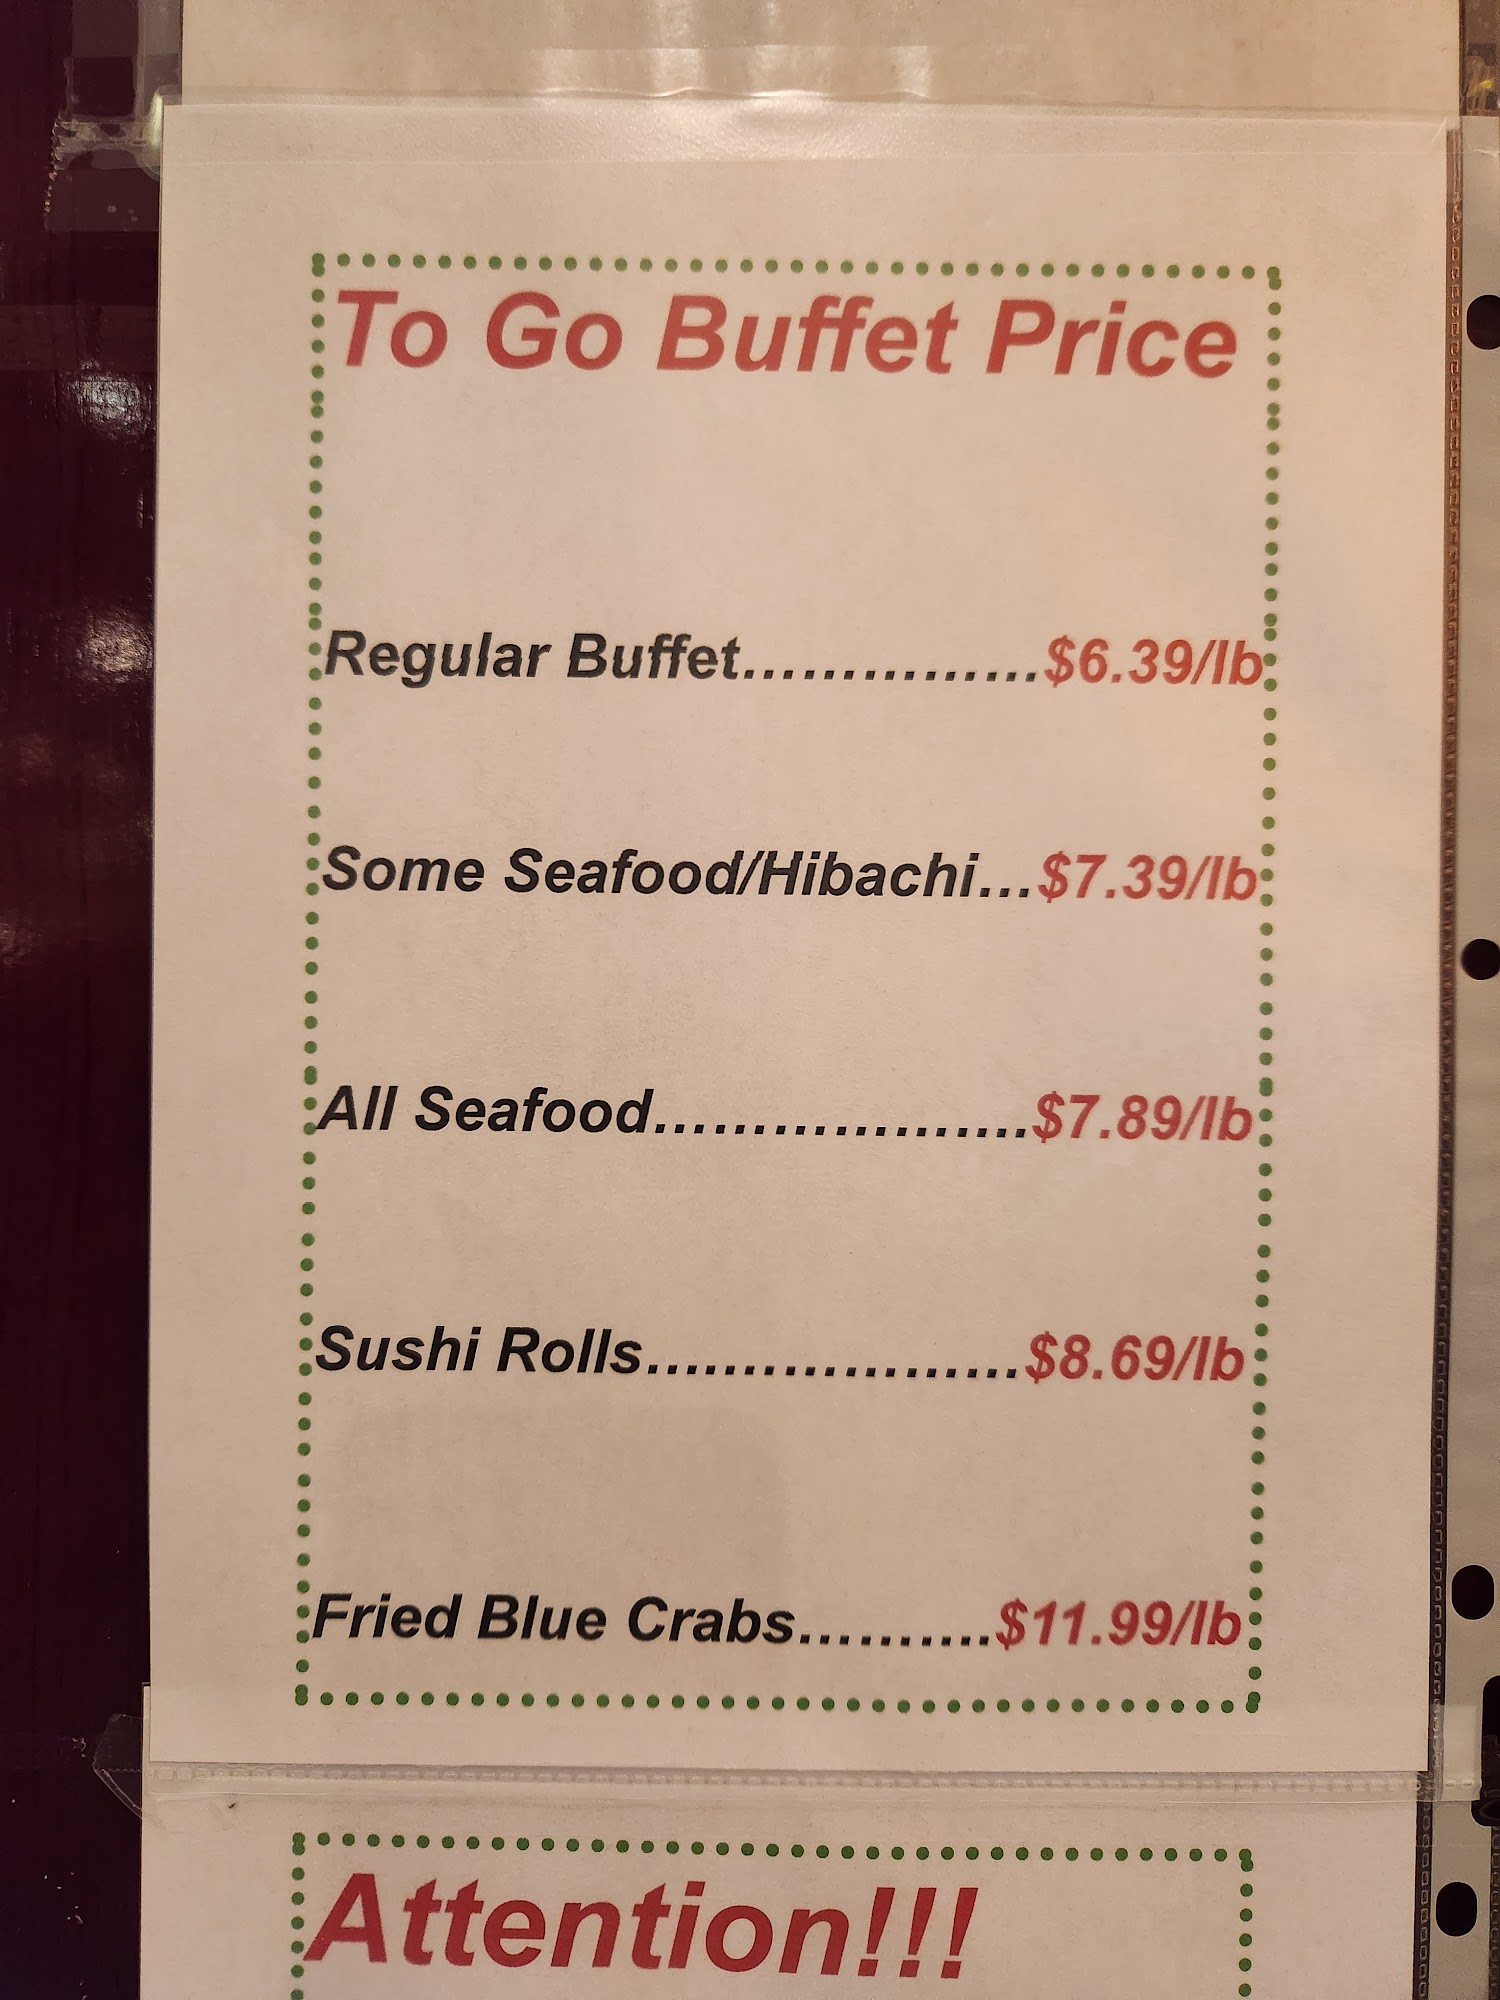 To Go Buffet Price
Regular Buffet...............$6.39/lb
Some Seafood/Hibachi...$7.39/lb
All Seafood...................$7.89/lb
Sushi Rolls...................$8.69/lb
Fried Blue Crabs..........$11.99/lb
Attention!!!